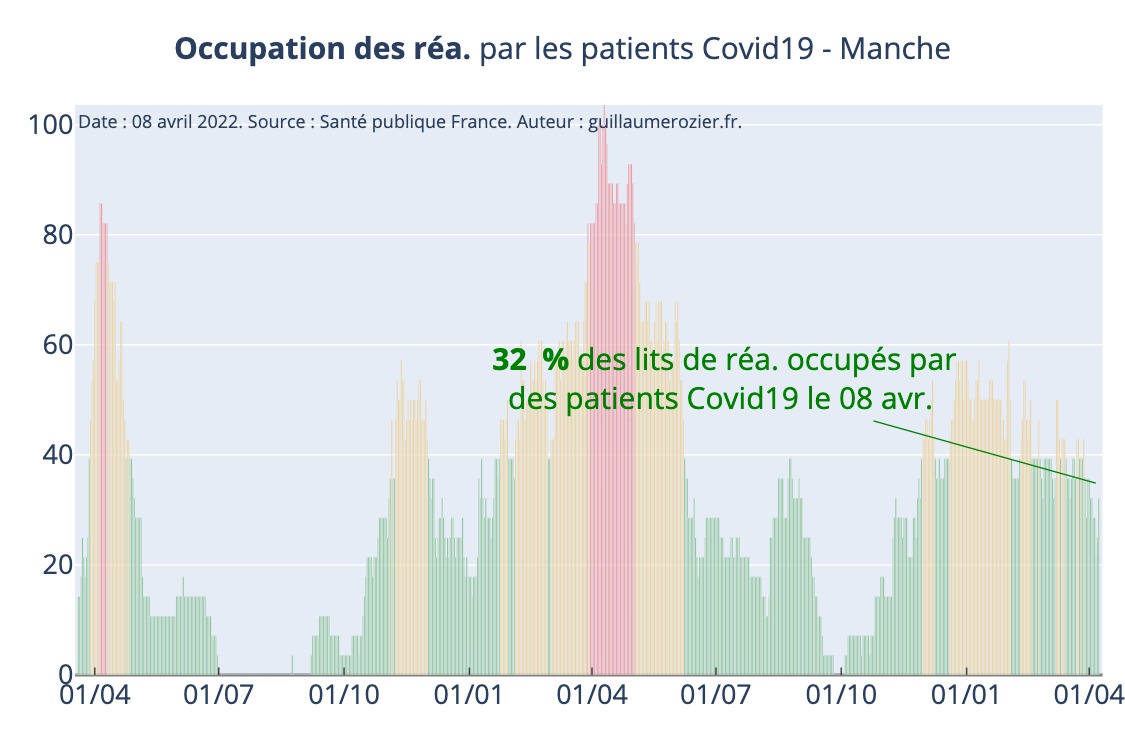 Occupation des réa. par les patients Covid19 - Manche
Date : 08 avril 2022. Source : Santé publique France. Auteur : guillaumerozier.fr.
100
80
60
40
20
0
32 % des lits de réa. occupés par
des patients Covid19 le 08 avr.
01/04 01/07 01/10 01/01 01/04 01/07 01/10 01/01 01/04